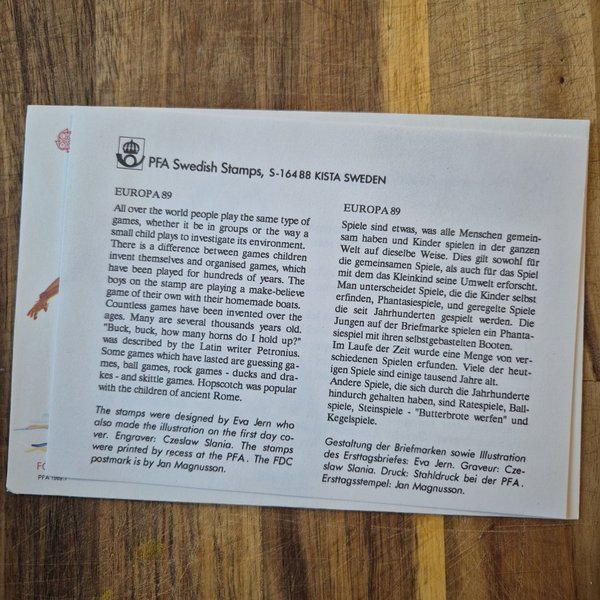 PFA Swedish Stamps, S-164 88 KISTA SWEDEN
EUROPA 89
All over the world people play the same type of
games, whether it be in groups or the way a
small child plays to investigate its environment.
There is a difference between games children
invent themselves and organised games, which
have been played for hundreds of years. The
boys on the stamp are playing a make-believe
game of their own with their homemade boats.
Countless games have been invented over the
ages. Many are several thousands years old.
"Buck, buck, how many horns do I hold up?"
was described by the Latin writer Petronius.
Some games which have lasted are guessing ga-
mes, ball games, rock games - ducks and dra-
kes - and skittle games. Hopscotch was popular
with the children of ancient Rome.
The stamps were designed by Eva Jern who
also made the illustration on the first day co-
ver. Engraver: Czeslaw Slania. The stamps
were printed by recess at the PFA. The FDC
postmark is by Jan Magnusson.
EUROPA 89
Spiele sind etwas, was alle Menschen gemein-
sam haben und Kinder spielen in der ganzen
Welt auf dieselbe Weise. Dies gilt sowohl für
die gemeinsamen Spiele, als auch für das Spiel
mit dem das Kleinkind seine Umwelt erforscht.
Man unterscheidet Spiele, die die Kinder selbst
erfinden, Phantasiespiele, und geregelte Spiele
die seit Jahrhunderten gespielt werden. Die
Jungen auf der Briefmarke spielen ein Phanta-
siespiel mit ihren selbstgebastelten Booten.
Im Laufe der Zeit wurde eine Menge von ver-
schiedenen Spielen erfunden. Viele der heut-
igen Spiele sind einige tausend Jahre alt.
Andere Spiele, die sich durch die Jahrhunderte
hindurch gehalten haben, sind Ratespiele, Ball-
spiele, Steinspiele - "Butterbrote werfen" und
Kegelspiele.
Gestaltung der Briefmarken sowie Illustration
des Ersttagsbriefes: Eva Jern. Graveur: Cze-
slaw Slania. Druck: Stahldruck bei der PFA.
Ersttagsstempel: Jan Magnusson.